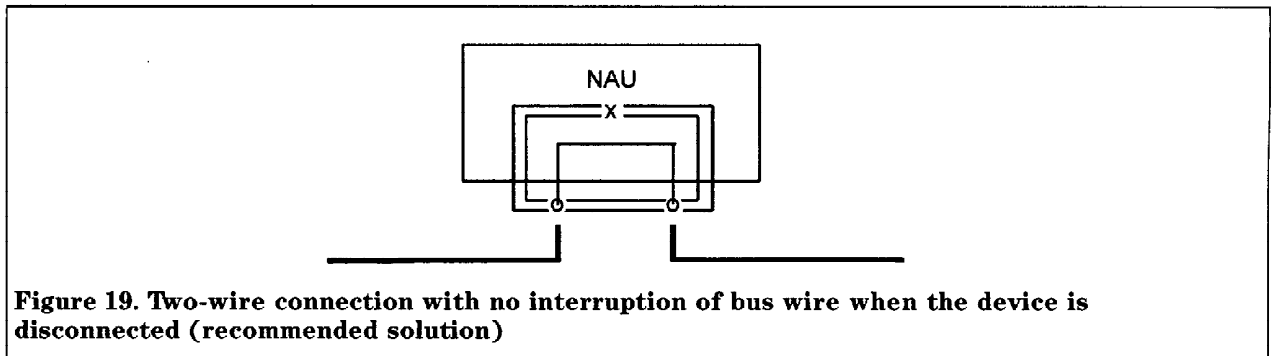 NAU
X
Figure 19. Two-wire connection with no interruption of bus wire when the device is
disconnected (recommended solution)